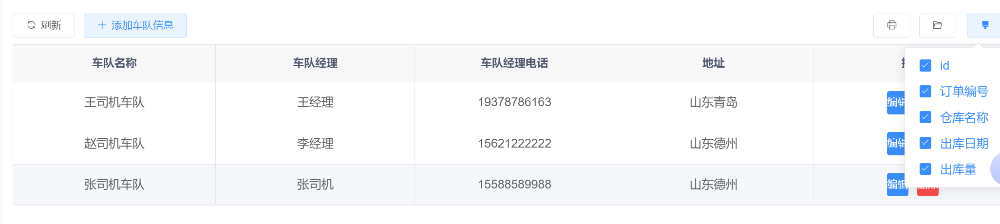 刷新 添加车队信息
车队名称 车队经理 车队经理电话 地址
id
王司机车队 王经理 19378786163 山东青岛 编辑
订单编号
仓库名称
赵司机车队 李经理 15621222222 山东德州 编辑
出库日期
出库量
张司机车队 张司机 15588589988 山东德州 编辑